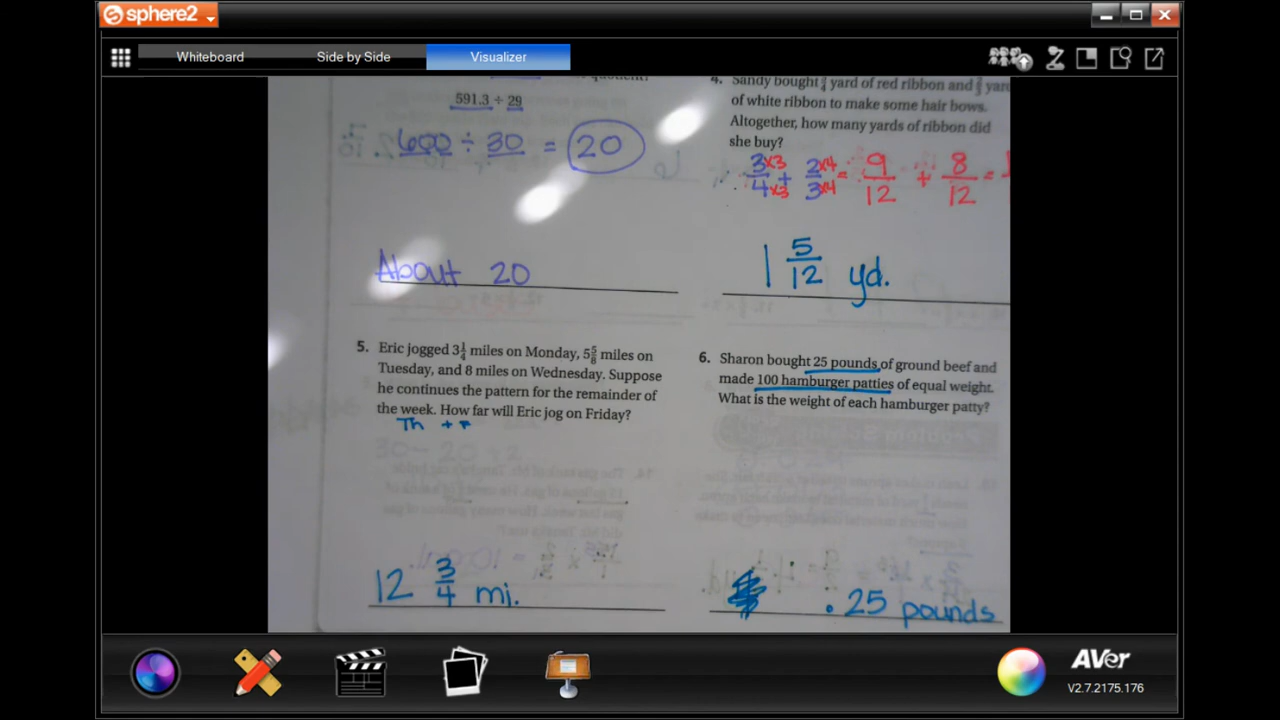 sphere2
Whiteboard Side by Side Visualizer
quotient?
591.3 ÷ 29
600 ÷ 30 = 20
About 20
4. Sandy bought 3/4 yard of red ribbon and 2/3 yard
of white ribbon to make some hair bows.
Altogether, how many yards of ribbon did
she buy?
3/4 ×3 ×3 + 2/3 ×4 ×4 = 9/12 + 8/12 =
1 5/12 yd.
5. Eric jogged 3 1/4 miles on Monday, 5 5/8 miles on
Tuesday, and 8 miles on Wednesday. Suppose
he continues the pattern for the remainder of
the week. How far will Eric jog on Friday?
Th + F
12 3/4 mi.
6. Sharon bought 25 pounds of ground beef and
made 100 hamburger patties of equal weight.
What is the weight of each hamburger patty?
.25 pounds
AVer
V2.7.2175.176